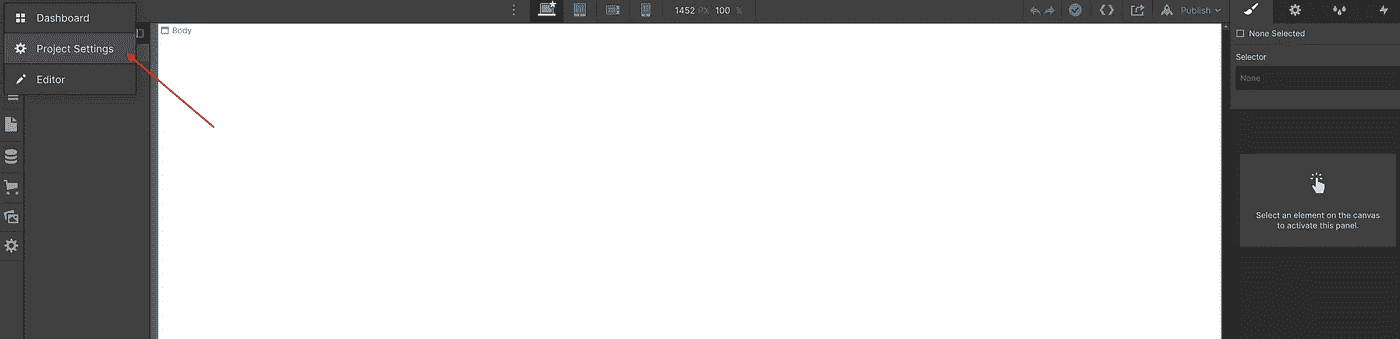 Dashboard
1452 PX 100 %
Publish
Body
None Selected
Project Settings
Selector
None
Editor
Select an element on the canvas
to activate this panel.